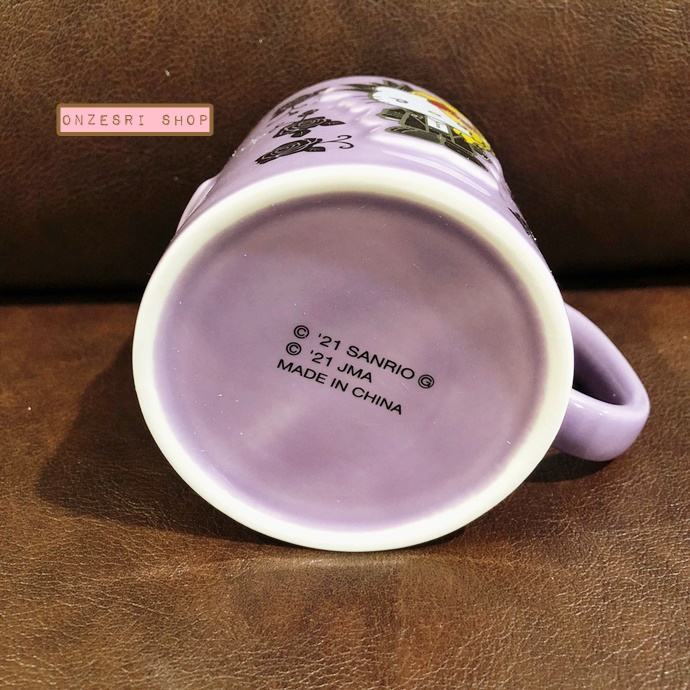 ONZESRI SHOP
© '21 SANRIO Ⓖ
© '21 JMA
MADE IN CHINA